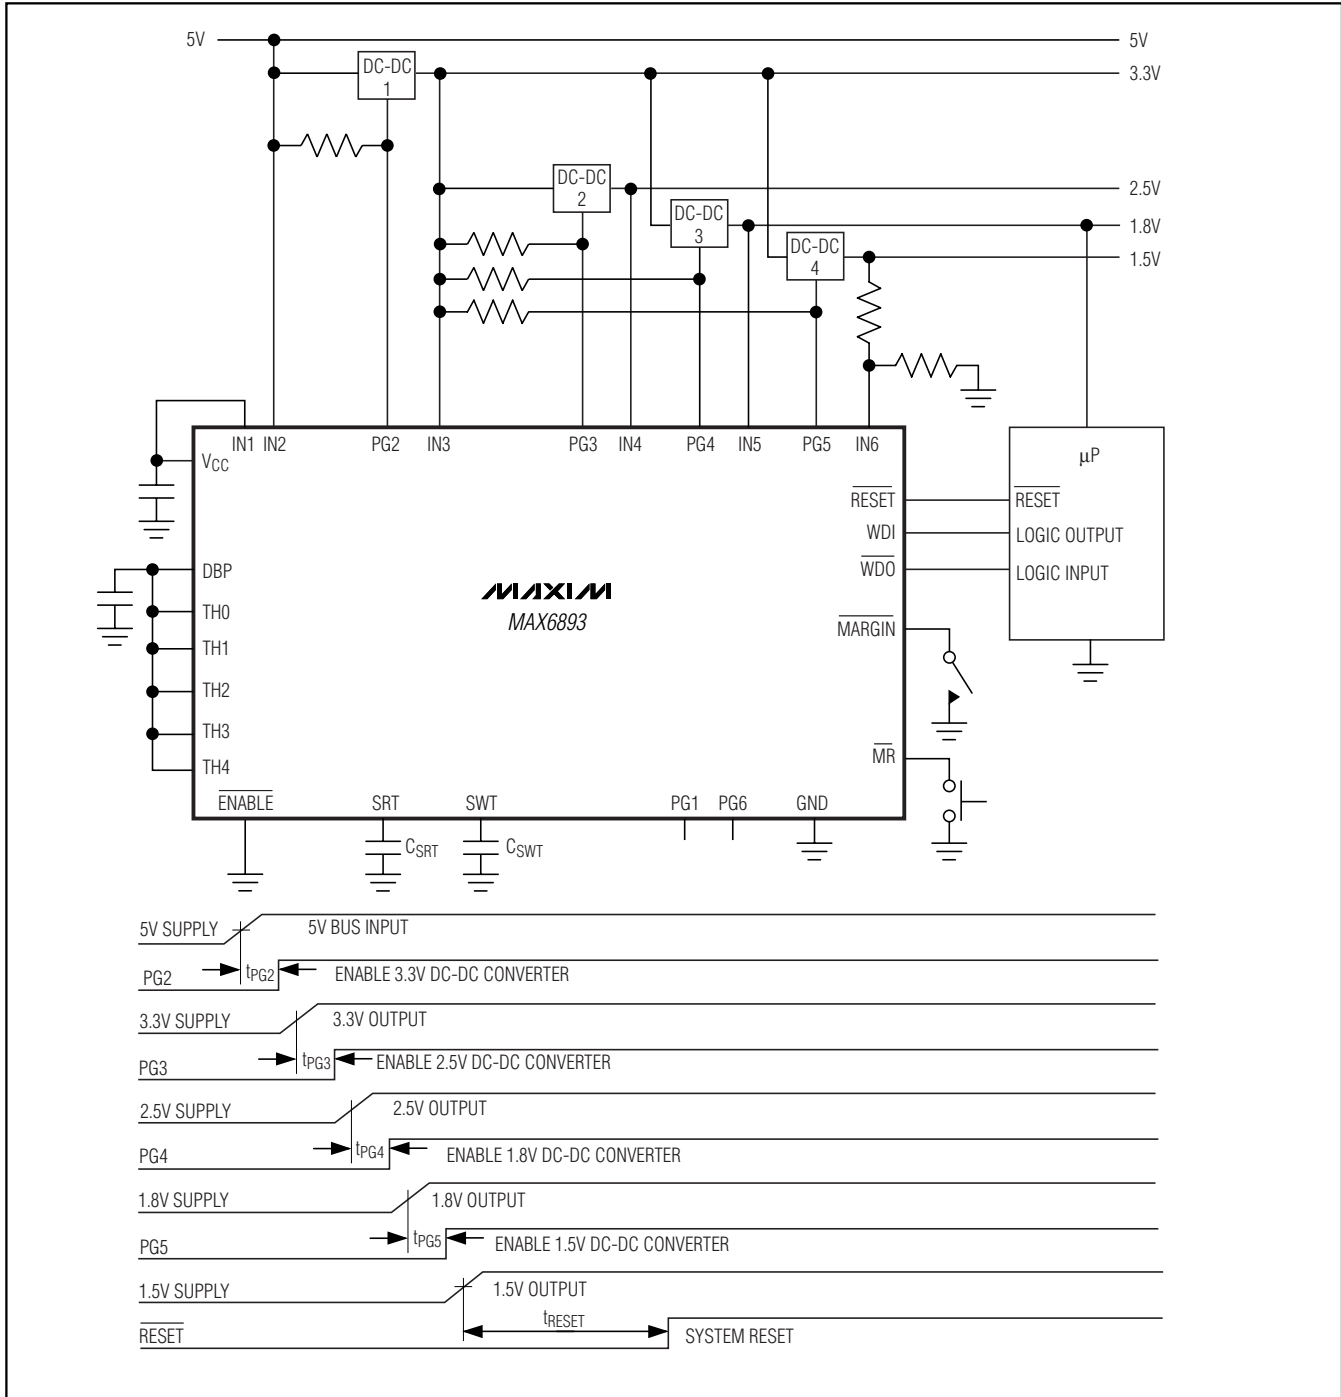 5V
5V
DC-DC
1
3.3V
DC-DC
2
2.5V
DC-DC
3
1.8V
DC-DC
4
1.5V
IN1 IN2 PG2 IN3 PG3 IN4 PG4 IN5 PG5 IN6
VCC
µP
RESET
RESET
WDI
LOGIC OUTPUT
WDO
LOGIC INPUT
DBP
TH0
TH1
TH2
TH3
TH4
MAXIM
MAX6893
MARGIN
MR
ENABLE SRT SWT PG1 PG6 GND
CSRT
CSWT
5V SUPPLY
5V BUS INPUT
PG2
tPG2
ENABLE 3.3V DC-DC CONVERTER
3.3V SUPPLY
3.3V OUTPUT
PG3
tPG3
ENABLE 2.5V DC-DC CONVERTER
2.5V SUPPLY
2.5V OUTPUT
PG4
tPG4
ENABLE 1.8V DC-DC CONVERTER
1.8V SUPPLY
1.8V OUTPUT
PG5
tPG5
ENABLE 1.5V DC-DC CONVERTER
1.5V SUPPLY
1.5V OUTPUT
RESET
tRESET
SYSTEM RESET